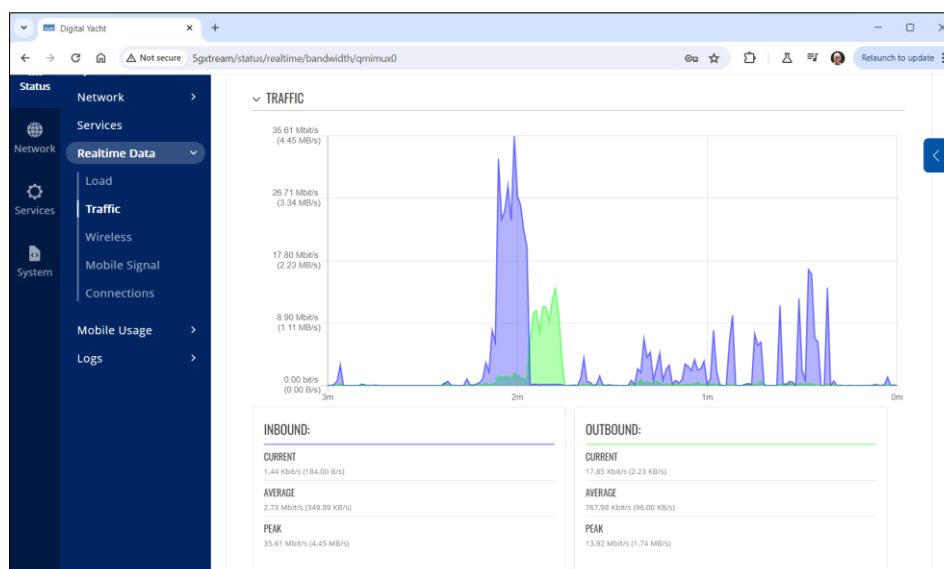 Digital Yacht
Not secure 5gxtream/status/realtime/bandwidth/qmimux0
Relaunch to update
Status
Network
Services
System
Network
Services
Realtime Data
Load
Traffic
Wireless
Mobile Signal
Connections
Mobile Usage
Logs
TRAFFIC
35.61 Mbit/s
(4.45 MB/s)
26.71 Mbit/s
(3.34 MB/s)
17.80 Mbit/s
(2.23 MB/s)
8.90 Mbit/s
(1.11 MB/s)
0.00 bit/s
(0.00 B/s)
3m 2m 1m 0m
INBOUND:
CURRENT
1.44 Kbit/s (184.00 B/s)
AVERAGE
2.73 Mbit/s (349.89 KB/s)
PEAK
35.61 Mbit/s (4.45 MB/s)
OUTBOUND:
CURRENT
17.85 Kbit/s (2.23 KB/s)
AVERAGE
767.98 Kbit/s (96.00 KB/s)
PEAK
13.92 Mbit/s (1.74 MB/s)